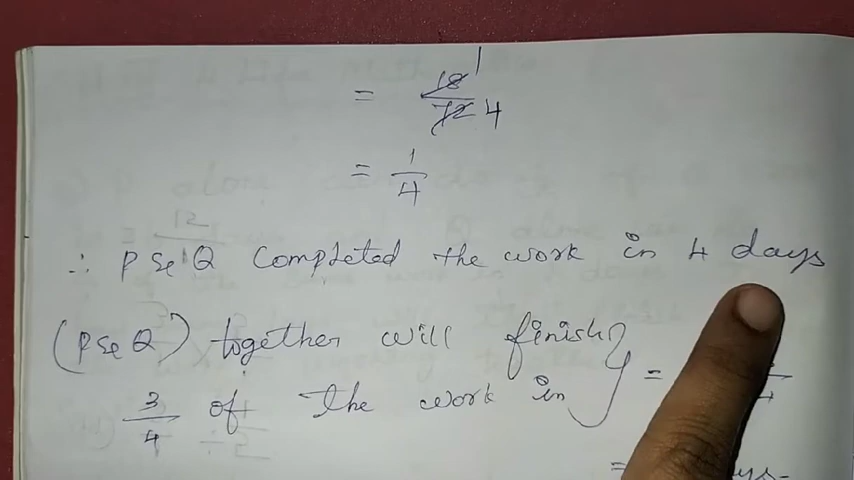 = 18 1 / 72 4
= 1/4
∴ P & Q Completed the work in 4 days
(P & Q) together will finish
3/4 of the work in } =
=